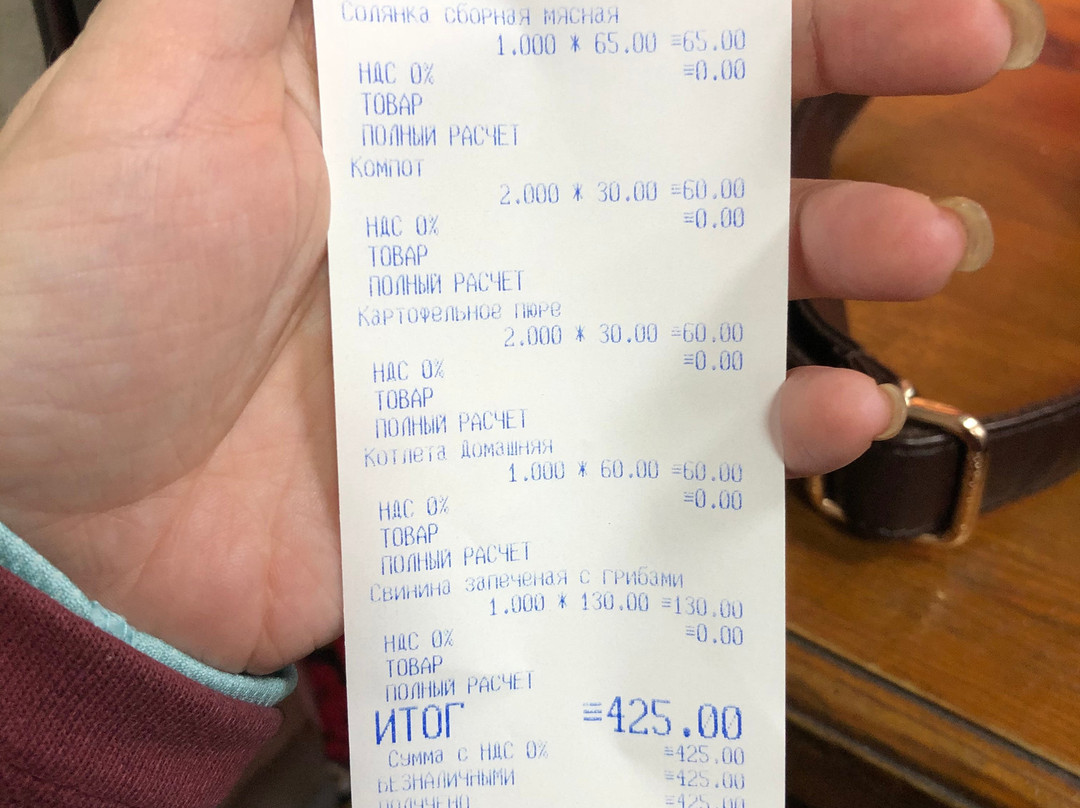 Солянка сборная мясная
1.000 * 65.00 =65.00
НДС 0% =0.00
ТОВАР
ПОЛНЫЙ РАСЧЕТ
Компот
2.000 * 30.00 =60.00
НДС 0% =0.00
ТОВАР
ПОЛНЫЙ РАСЧЕТ
Картофельное пюре
2.000 * 30.00 =60.00
НДС 0% =0.00
ТОВАР
ПОЛНЫЙ РАСЧЕТ
Котлета Домашняя
1.000 * 60.00 =60.00
НДС 0% =0.00
ТОВАР
ПОЛНЫЙ РАСЧЕТ
Свинина запеченая с грибами
1.000 * 130.00 =130.00
НДС 0% =0.00
ТОВАР
ПОЛНЫЙ РАСЧЕТ
ИТОГ =425.00
Сумма с НДС 0% =425.00
БЕЗНАЛИЧНЫМИ =425.00
ПОЛУЧЕНО =425.00